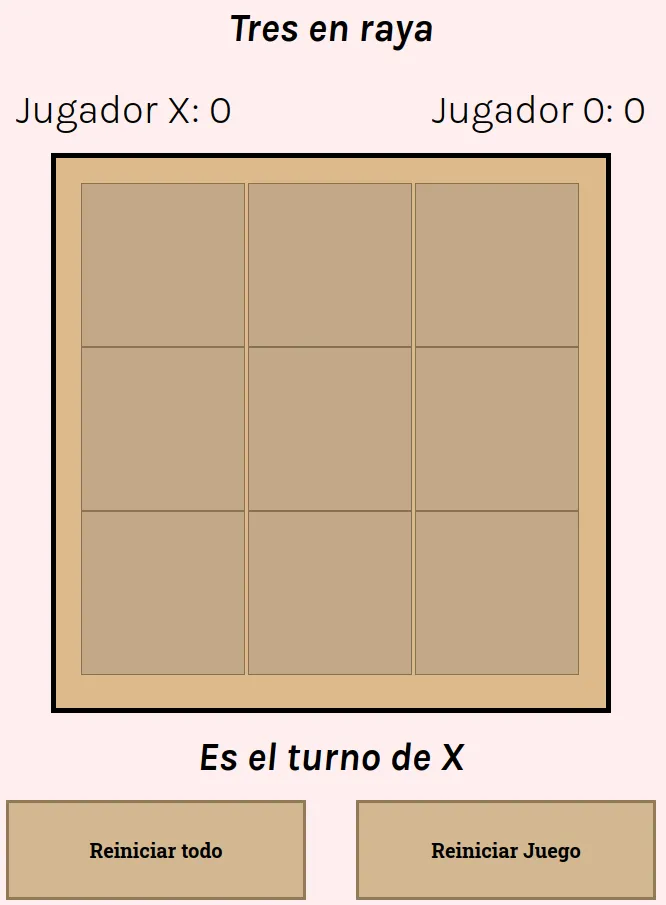 Tres en raya
Jugador X: 0
Jugador 0: 0
Es el turno de X
Reiniciar todo
Reiniciar Juego